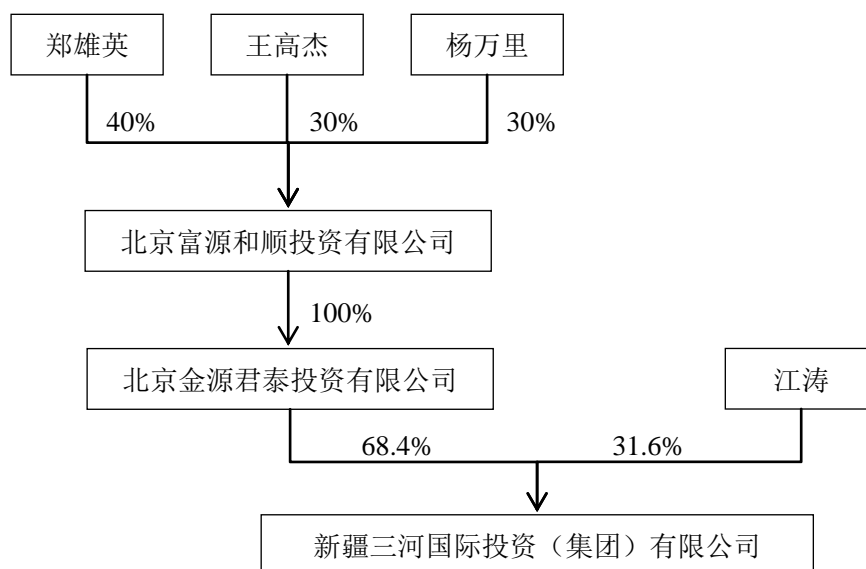 郑雄英
王高杰
杨万里
40%
30%
30%
北京富源和顺投资有限公司
100%
北京金源君泰投资有限公司
江涛
68.4%
31.6%
新疆三河国际投资（集团）有限公司